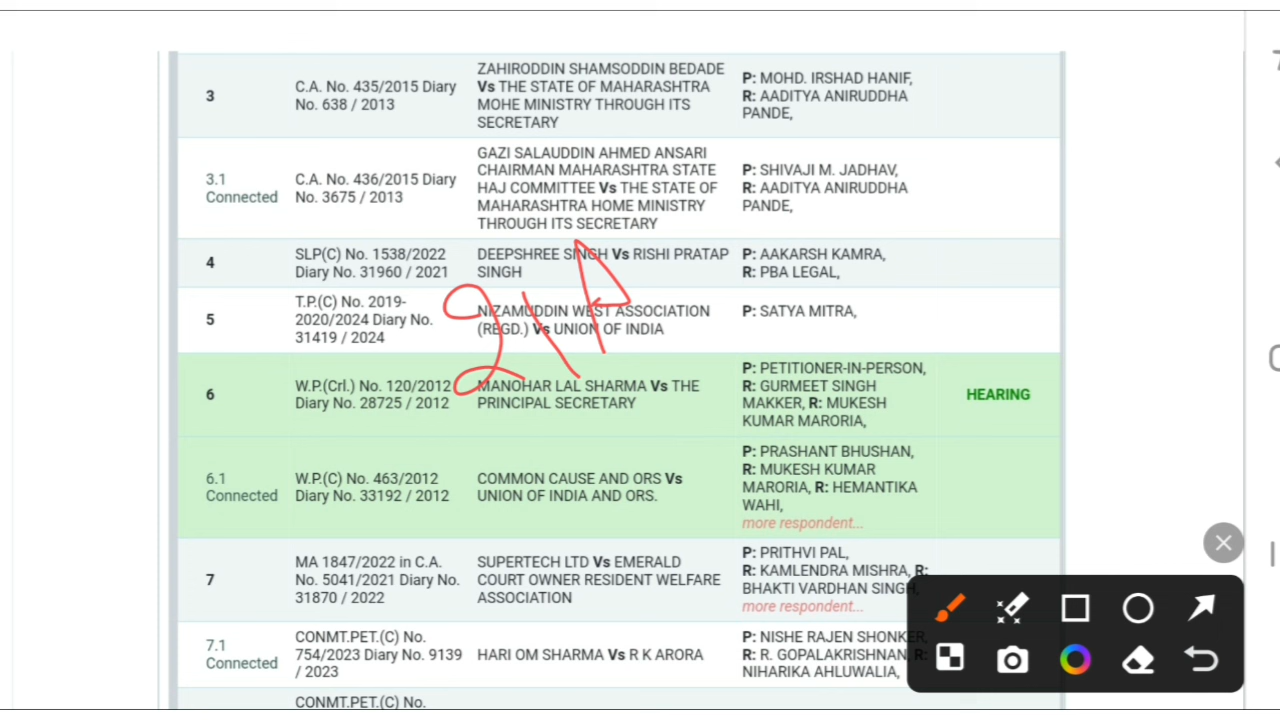 3
C.A. No. 435/2015 Diary
No. 638 / 2013
ZAHIRODDIN SHAMSODDIN BEDADE
Vs THE STATE OF MAHARASHTRA
MOHE MINISTRY THROUGH ITS
SECRETARY
P: MOHD. IRSHAD HANIF,
R: AADITYA ANIRUDDHA
PANDE,
3.1
Connected
C.A. No. 436/2015 Diary
No. 3675 / 2013
GAZI SALAUDDIN AHMED ANSARI
CHAIRMAN MAHARASHTRA STATE
HAJ COMMITTEE Vs THE STATE OF
MAHARASHTRA HOME MINISTRY
THROUGH ITS SECRETARY
P: SHIVAJI M. JADHAV,
R: AADITYA ANIRUDDHA
PANDE,
4
SLP(C) No. 1538/2022
Diary No. 31960 / 2021
DEEPSHREE SINGH Vs RISHI PRATAP
SINGH
P: AAKARSH KAMRA,
R: PBA LEGAL,
5
T.P.(C) No. 2019-
2020/2024 Diary No.
31419 / 2024
NIZAMUDDIN WEST ASSOCIATION
(REGD.) Vs UNION OF INDIA
P: SATYA MITRA,
21A
6
W.P.(Crl.) No. 120/2012
Diary No. 28725 / 2012
MANOHAR LAL SHARMA Vs THE
PRINCIPAL SECRETARY
P: PETITIONER-IN-PERSON,
R: GURMEET SINGH
MAKKER, R: MUKESH
KUMAR MARORIA,
HEARING
6.1
Connected
W.P.(C) No. 463/2012
Diary No. 33192 / 2012
COMMON CAUSE AND ORS Vs
UNION OF INDIA AND ORS.
P: PRASHANT BHUSHAN,
R: MUKESH KUMAR
MARORIA, R: HEMANTIKA
WAHI,
more respondent...
7
MA 1847/2022 in C.A.
No. 5041/2021 Diary No.
31870 / 2022
SUPERTECH LTD Vs EMERALD
COURT OWNER RESIDENT WELFARE
ASSOCIATION
P: PRITHVI PAL,
R: KAMLENDRA MISHRA, R:
BHAKTI VARDHAN SINGH,
more respondent...
7.1
Connected
CONMT.PET.(C) No.
754/2023 Diary No. 9139
/ 2023
HARI OM SHARMA Vs R K ARORA
P: NISHE RAJEN SHONKER,
R: R. GOPALAKRISHNAN, R:
NIHARIKA AHLUWALIA,
CONMT.PET.(C) No.